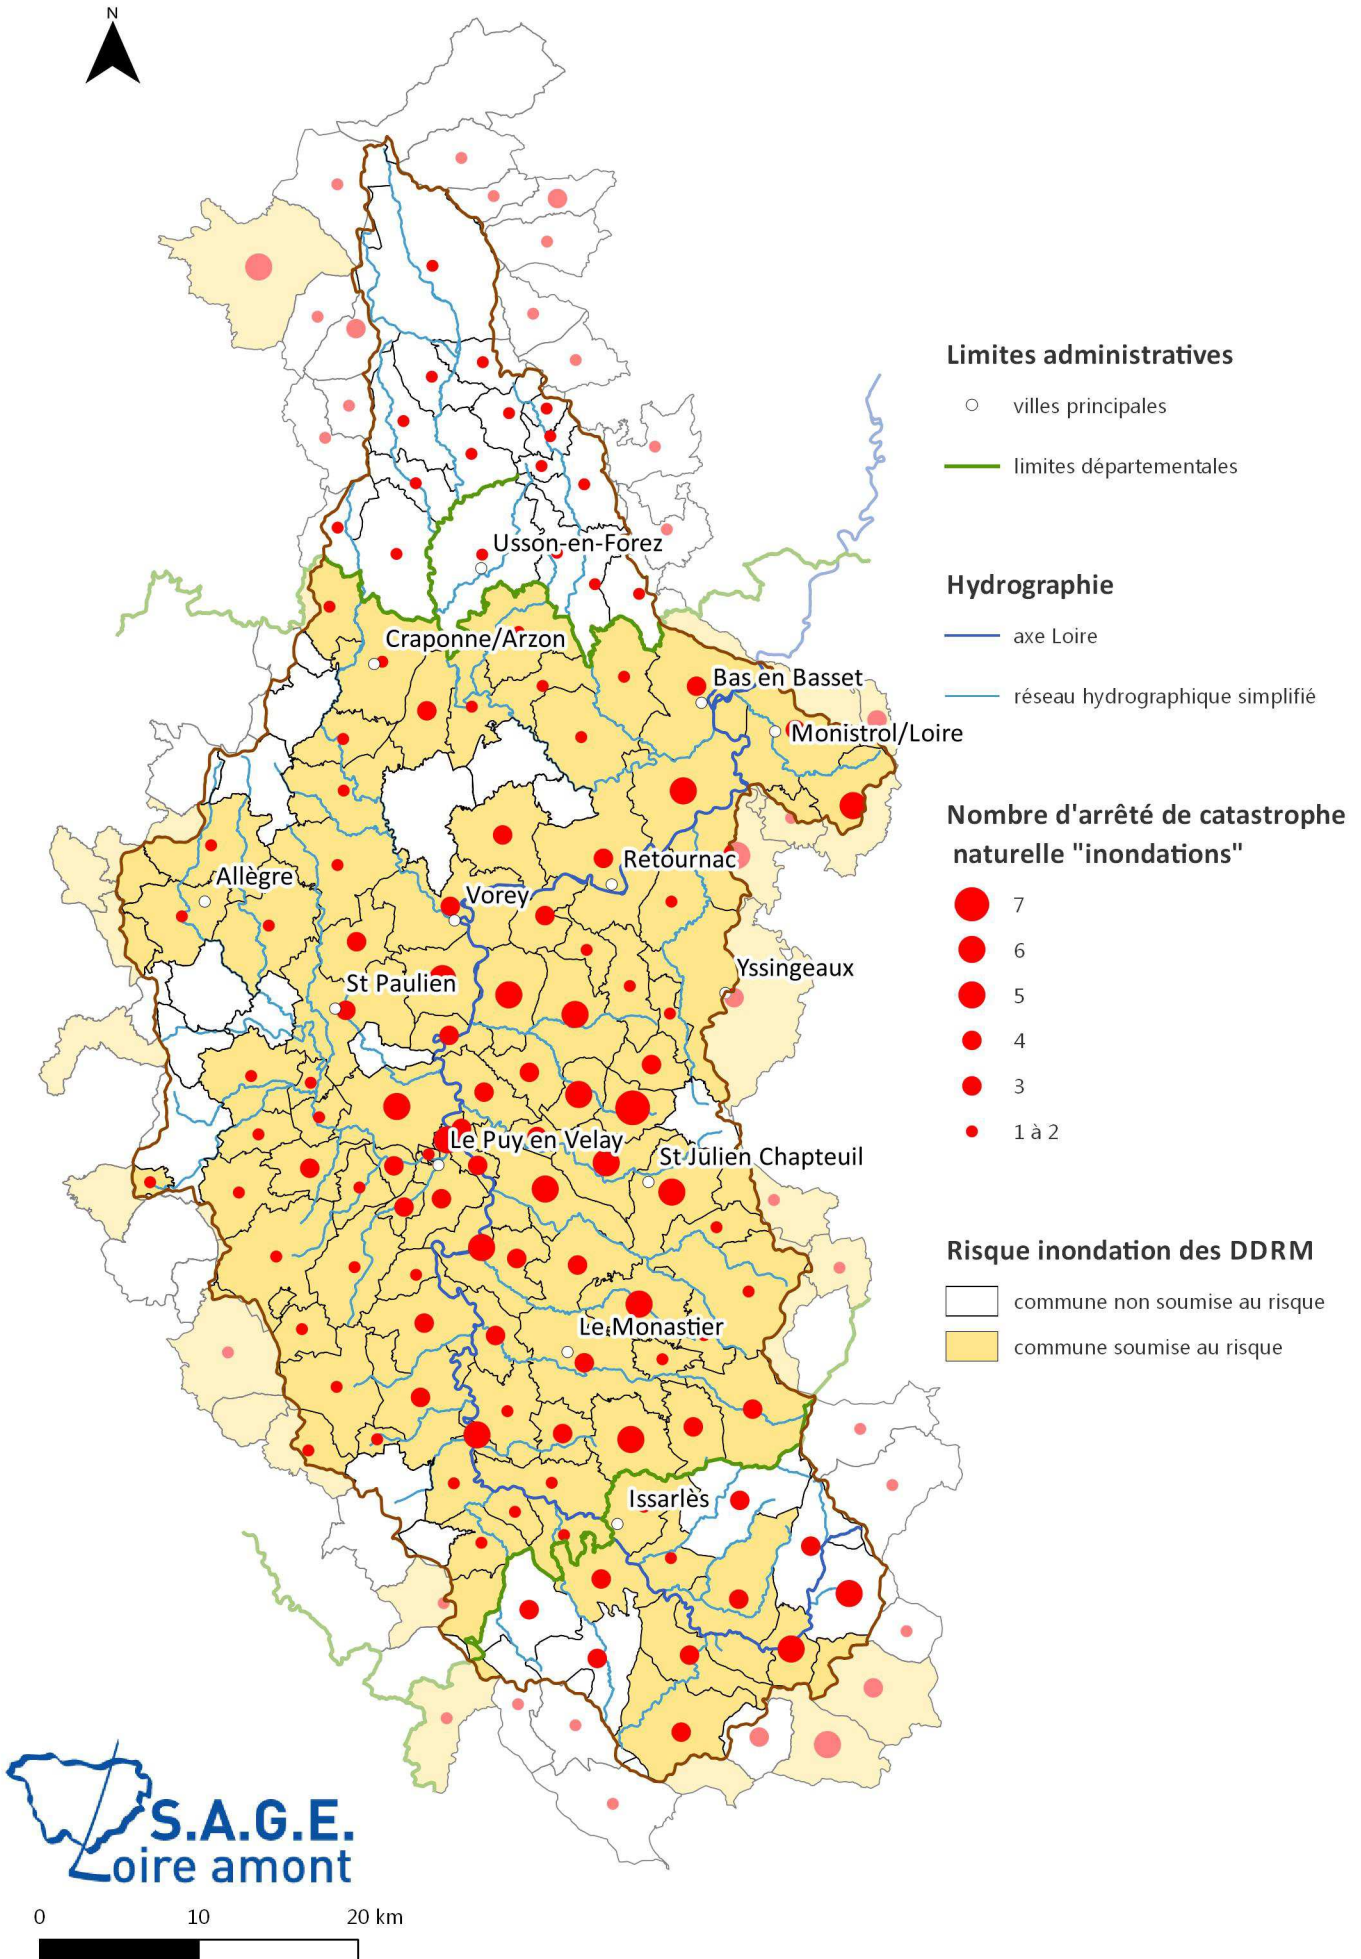 N
Usson-en-Forez
Craponne/Arzon
Bas en Basset
Monistrol/Loire
Retournac
Allègre
Vorey
Yssingeaux
St Paulien
Le Puy en Velay
St Julien Chapteuil
Le Monastier
Issarlès
Limites administratives
villes principales
limites départementales
Hydrographie
axe Loire
réseau hydrographique simplifié
Nombre d'arrêté de catastrophe
naturelle "inondations"
7
6
5
4
3
1 à 2
Risque inondation des DDRM
commune non soumise au risque
commune soumise au risque
S.A.G.E.
Loire amont
0 10 20 km